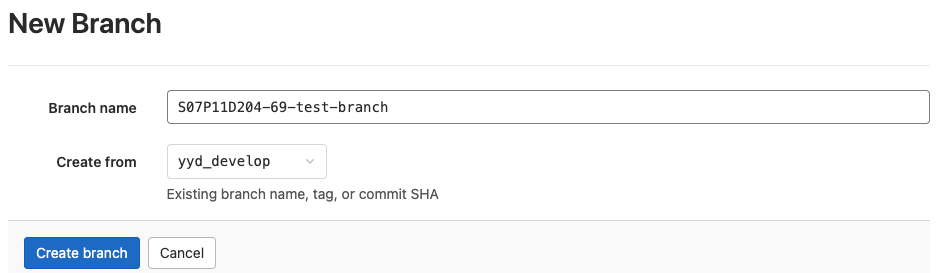 New Branch
Branch name S07P11D204-69-test-branch
Create from yyd_develop
Existing branch name, tag, or commit SHA
Create branch Cancel